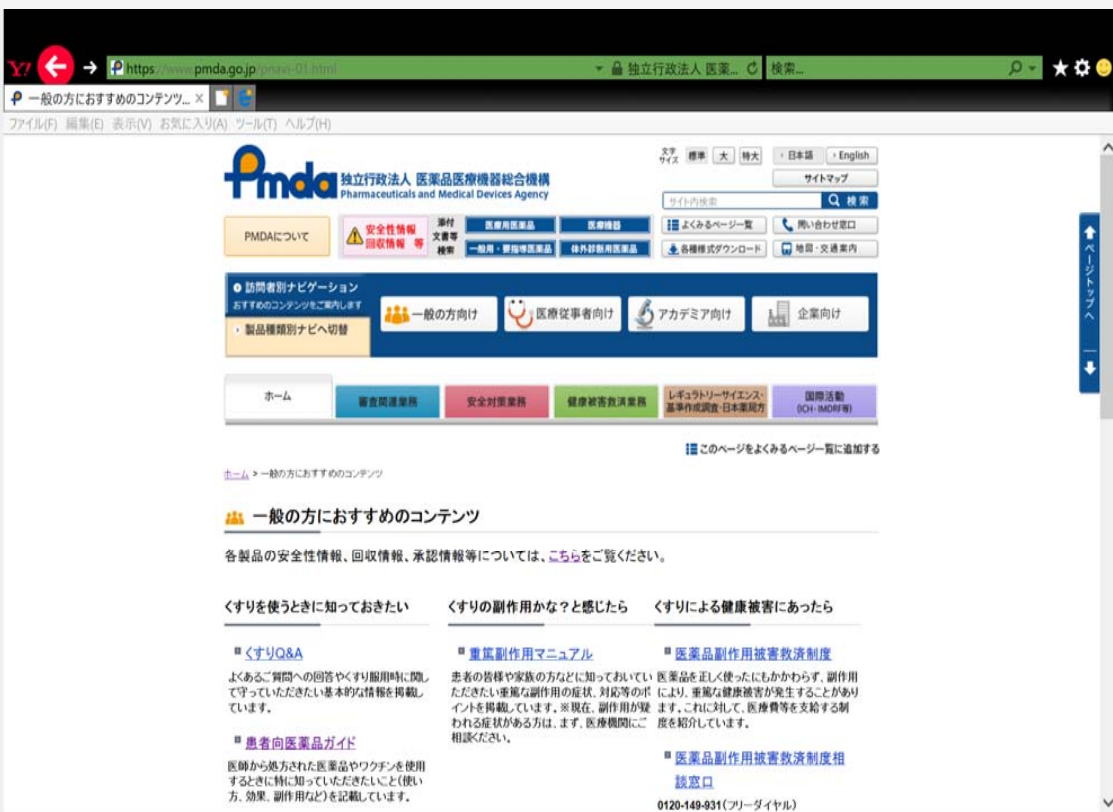 https://www.pmda.go.jp/pnavi-01.html
独立行政法人 医薬...
検索...
一般の方におすすめのコンテンツ...
ファイル(F) 編集(E) 表示(V) お気に入り(A) ツール(T) ヘルプ(H)
Pmda 独立行政法人 医薬品医療機器総合機構
Pharmaceuticals and Medical Devices Agency
文字サイズ 標準 大 特大
日本語 English
サイトマップ
サイト内検索 検索
PMDAについて
安全性情報
回収情報 等
添付
文書等
検索
医療用医薬品 医療機器
一般用・要指導医薬品 体外診断用医薬品
よくみるページ一覧 問い合わせ窓口
各種様式ダウンロード 地図・交通案内
訪問者別ナビゲーション
おすすめのコンテンツをご案内します
製品種類別ナビへ切替
一般の方向け 医療従事者向け アカデミア向け 企業向け
ページトップへ
ホーム
審査関連業務
安全対策業務
健康被害救済業務
レギュラトリーサイエンス・
基準作成調査・日本薬局方
国際活動
(ICH・IMDRF等)
このページをよくみるページ一覧に追加する
ホーム > 一般の方におすすめのコンテンツ
一般の方におすすめのコンテンツ
各製品の安全性情報、回収情報、承認情報等については、こちらをご覧ください。
くすりを使うときに知っておきたい
くすりQ&A
よくあるご質問への回答やくすり服用時に関し
て守っていただきたい基本的な情報を掲載し
ています。
患者向医薬品ガイド
医師から処方された医薬品やワクチンを使用
するときに特に知っていただきたいこと(使い
方、効果、副作用など)を記載しています。
くすりの副作用かな？と感じたら
重篤副作用マニュアル
患者の皆様や家族の方などに知っておいてい
ただきたい重篤な副作用の症状、対応等のポ
イントを掲載しています。※現在、副作用が疑
われる症状がある方は、まず、医療機関にご
相談ください。
くすりによる健康被害にあったら
医薬品副作用被害救済制度
医薬品を正しく使ったにもかかわらず、副作用
により、重篤な健康被害が発生することがあり
ます。これに対して、医療費等を支給する制
度を紹介しています。
医薬品副作用被害救済制度相
談窓口
0120-149-931(フリーダイヤル)